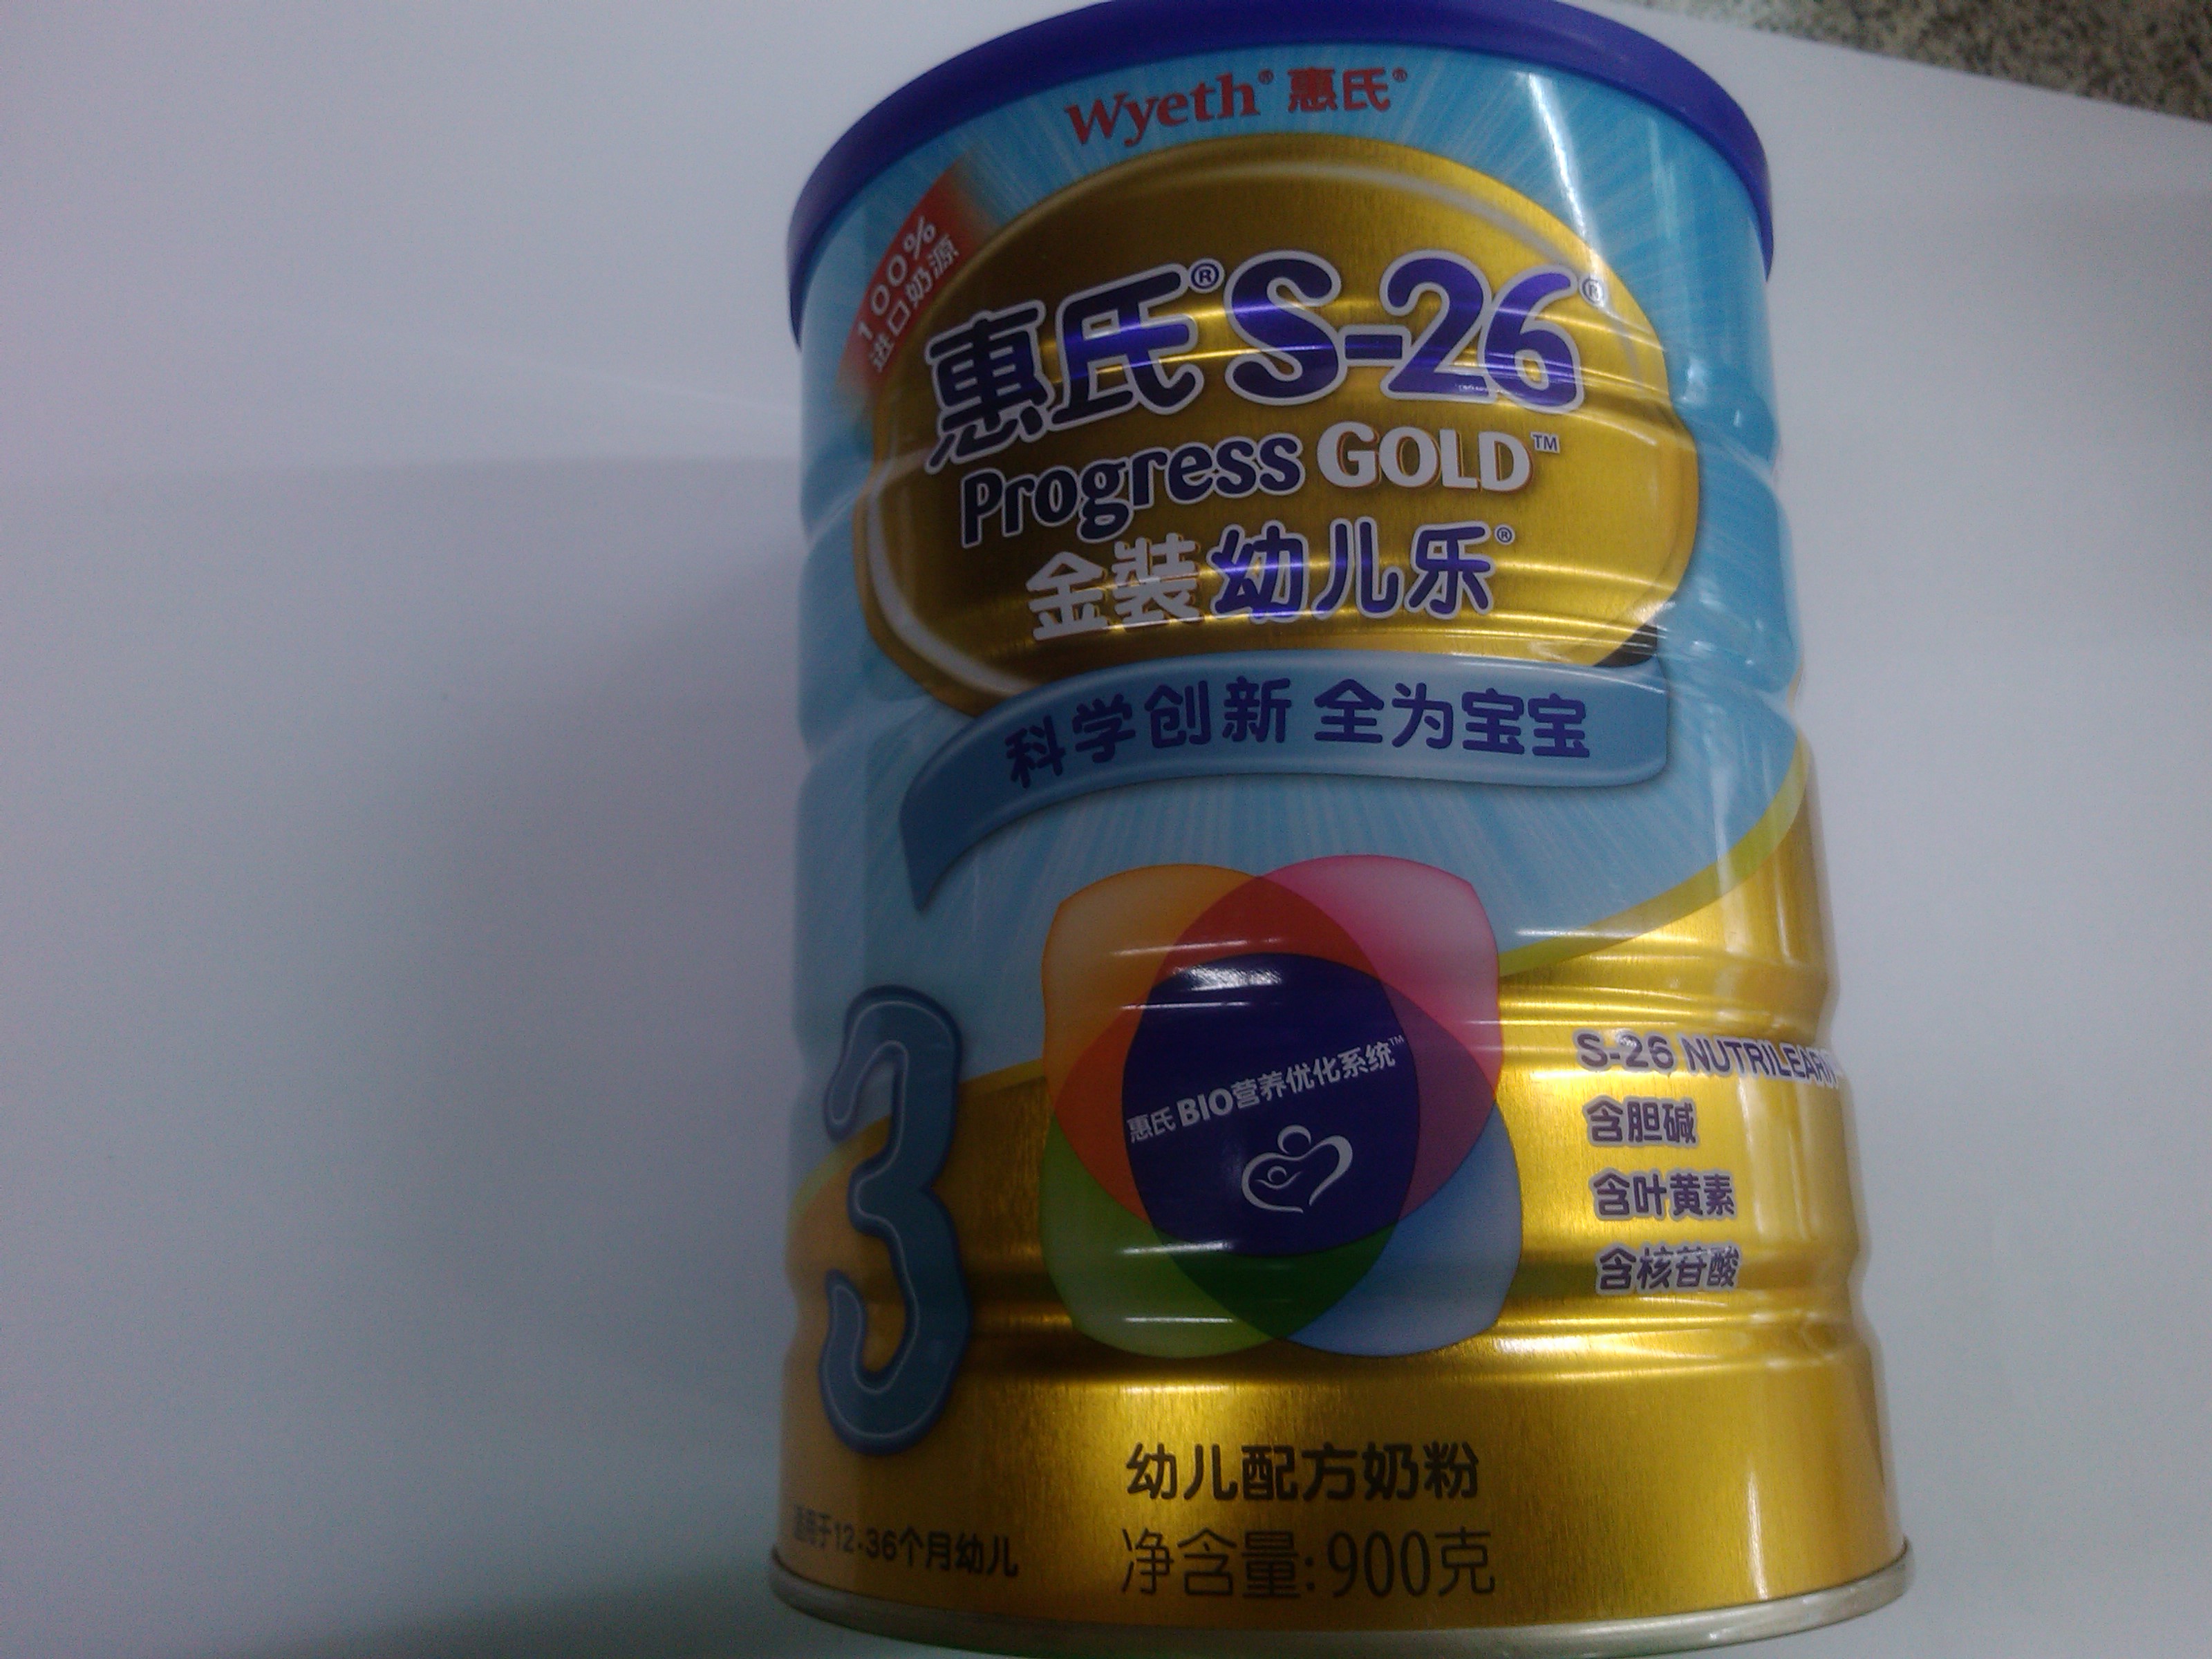 Wyeth® 惠氏®
100%
进口奶源
惠氏® S-26®
Progress GOLD™
金装幼儿乐®
科学创新 全为宝宝
3
惠氏 BIO营养优化系统™
S-26 NUTRILEARN
含胆碱
含叶黄素
含核苷酸
幼儿配方奶粉
适用于12-36个月幼儿
净含量:900克